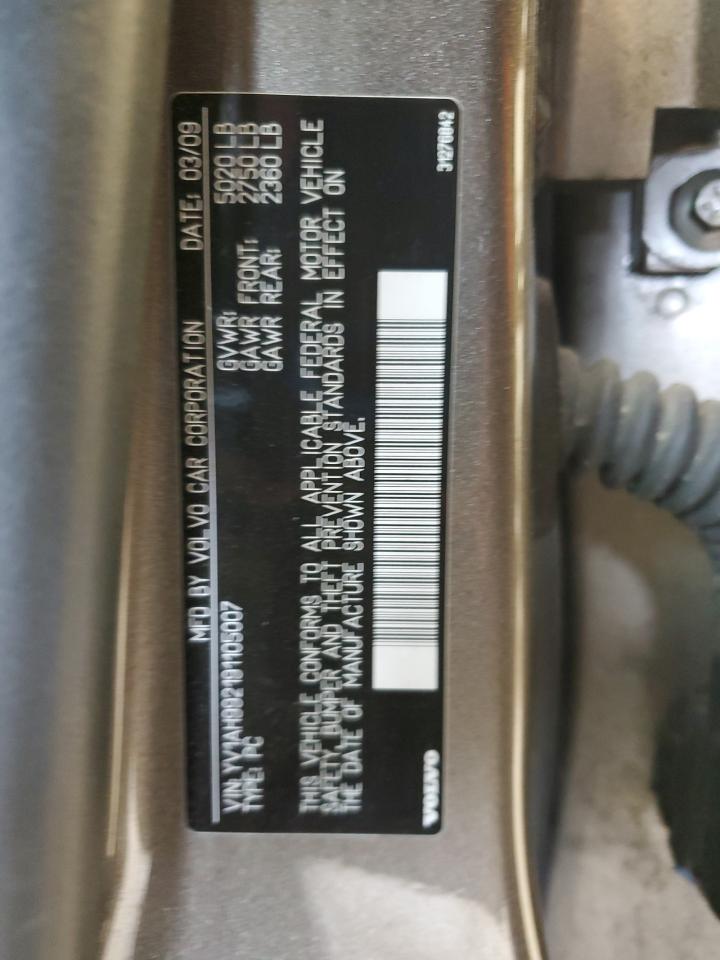 MFD BY VOLVO CAR CORPORATION DATE: 03/09
VIN YV1AH992191105007 GVWR: 5020 LB
TYPE: PC GAWR FRONT: 2750 LB
GAWR REAR: 2360 LB
THIS VEHICLE CONFORMS TO ALL APPLICABLE FEDERAL MOTOR VEHICLE
SAFETY, BUMPER AND THEFT PREVENTION STANDARDS IN EFFECT ON
THE DATE OF MANUFACTURE SHOWN ABOVE.
VOLVO 31276842